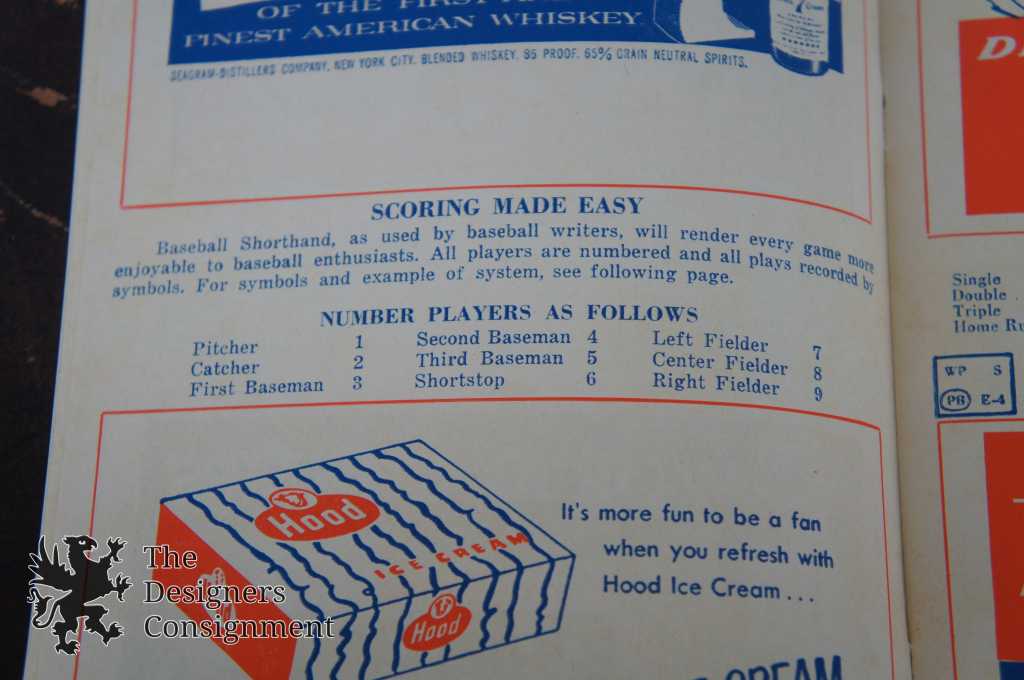 OF THE FIRST
FINEST AMERICAN WHISKEY
SEAGRAM-DISTILLERS COMPANY, NEW YORK CITY. BLENDED WHISKEY. 86 PROOF. 65% GRAIN NEUTRAL SPIRITS.
SCORING MADE EASY
Baseball Shorthand, as used by baseball writers, will render every game more
enjoyable to baseball enthusiasts. All players are numbered and all plays recorded by
symbols. For symbols and example of system, see following page.
NUMBER PLAYERS AS FOLLOWS
Pitcher 1 Second Baseman 4 Left Fielder 7
Catcher 2 Third Baseman 5 Center Fielder 8
First Baseman 3 Shortstop 6 Right Fielder 9
Hood
ICE CREAM
Hood
It's more fun to be a fan
when you refresh with
Hood Ice Cream...
CREAM
The
Designers
Consignment
Single
Double .
Triple
Home Ru
WP S
PB E-4